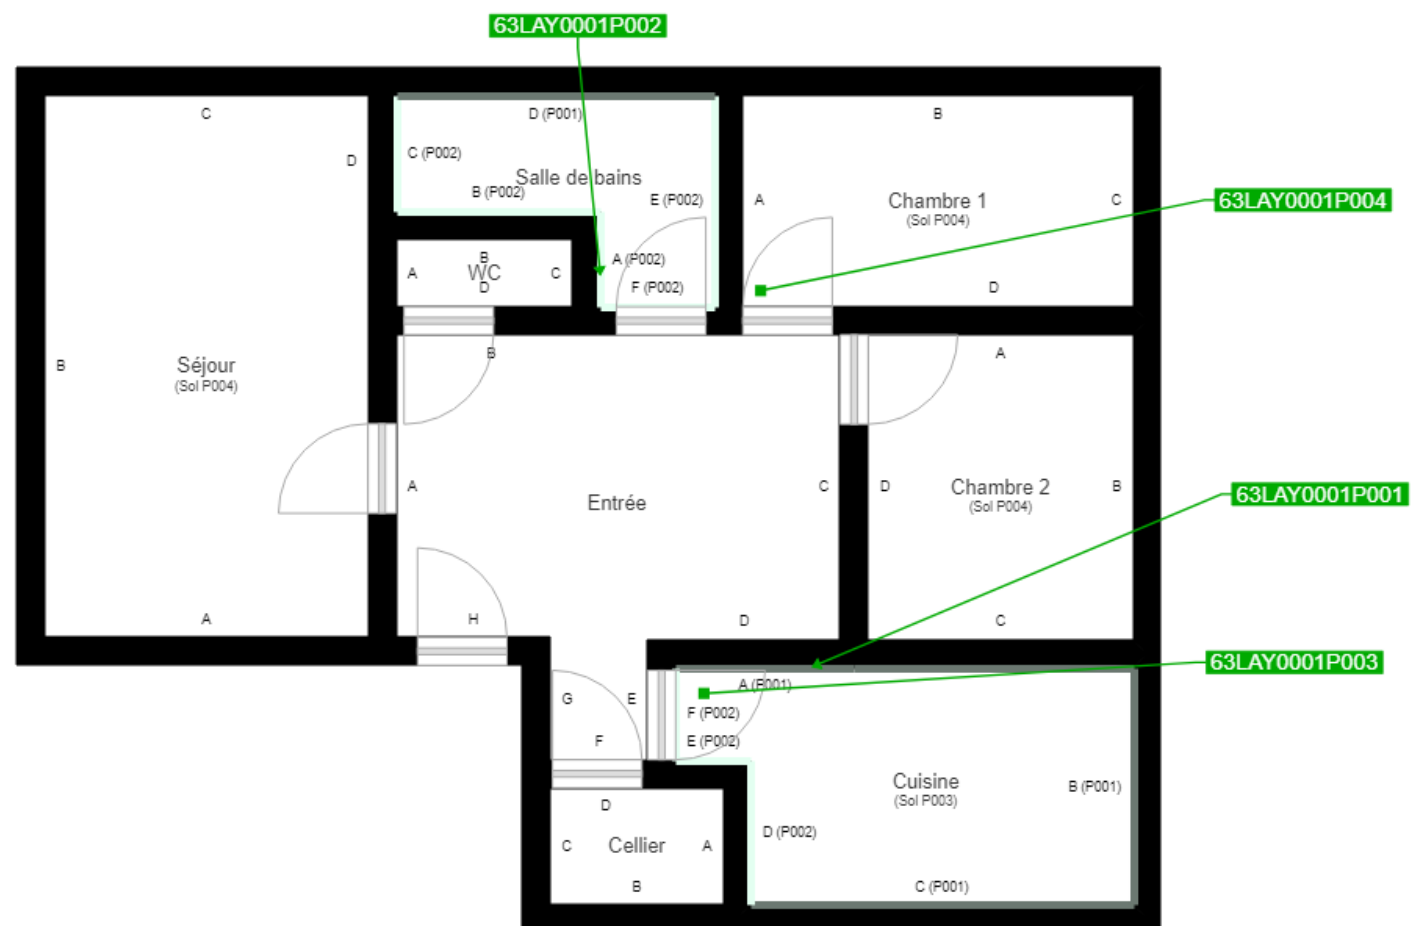 63LAY0001P002
C
D
B
Séjour
(Sol P004)
A
D (P001)
C (P002)
Salle de bains
B (P002)
E (P002)
A (P002)
F (P002)
B
A
WC
C
D
B
A
Chambre 1
(Sol P004)
C
D
63LAY0001P004
B
A
Entrée
C
H
D
G
E
F
A
D
Chambre 2
(Sol P004)
B
C
63LAY0001P001
63LAY0001P003
A (P001)
F (P002)
E (P002)
Cuisine
(Sol P003)
B (P001)
D (P002)
C (P001)
D
C
Cellier
A
B